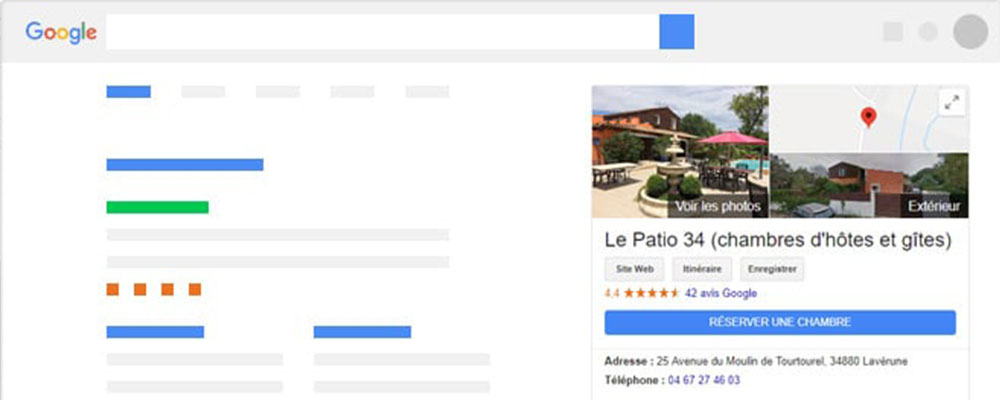 Google
Voir les photos
Extérieur
Le Patio 34 (chambres d'hôtes et gîtes)
Site Web Itinéraire Enregistrer
4,4 42 avis Google
RÉSERVER UNE CHAMBRE
Adresse : 25 Avenue du Moulin de Tourtourel, 34880 Lavérune
Téléphone : 04 67 27 46 03